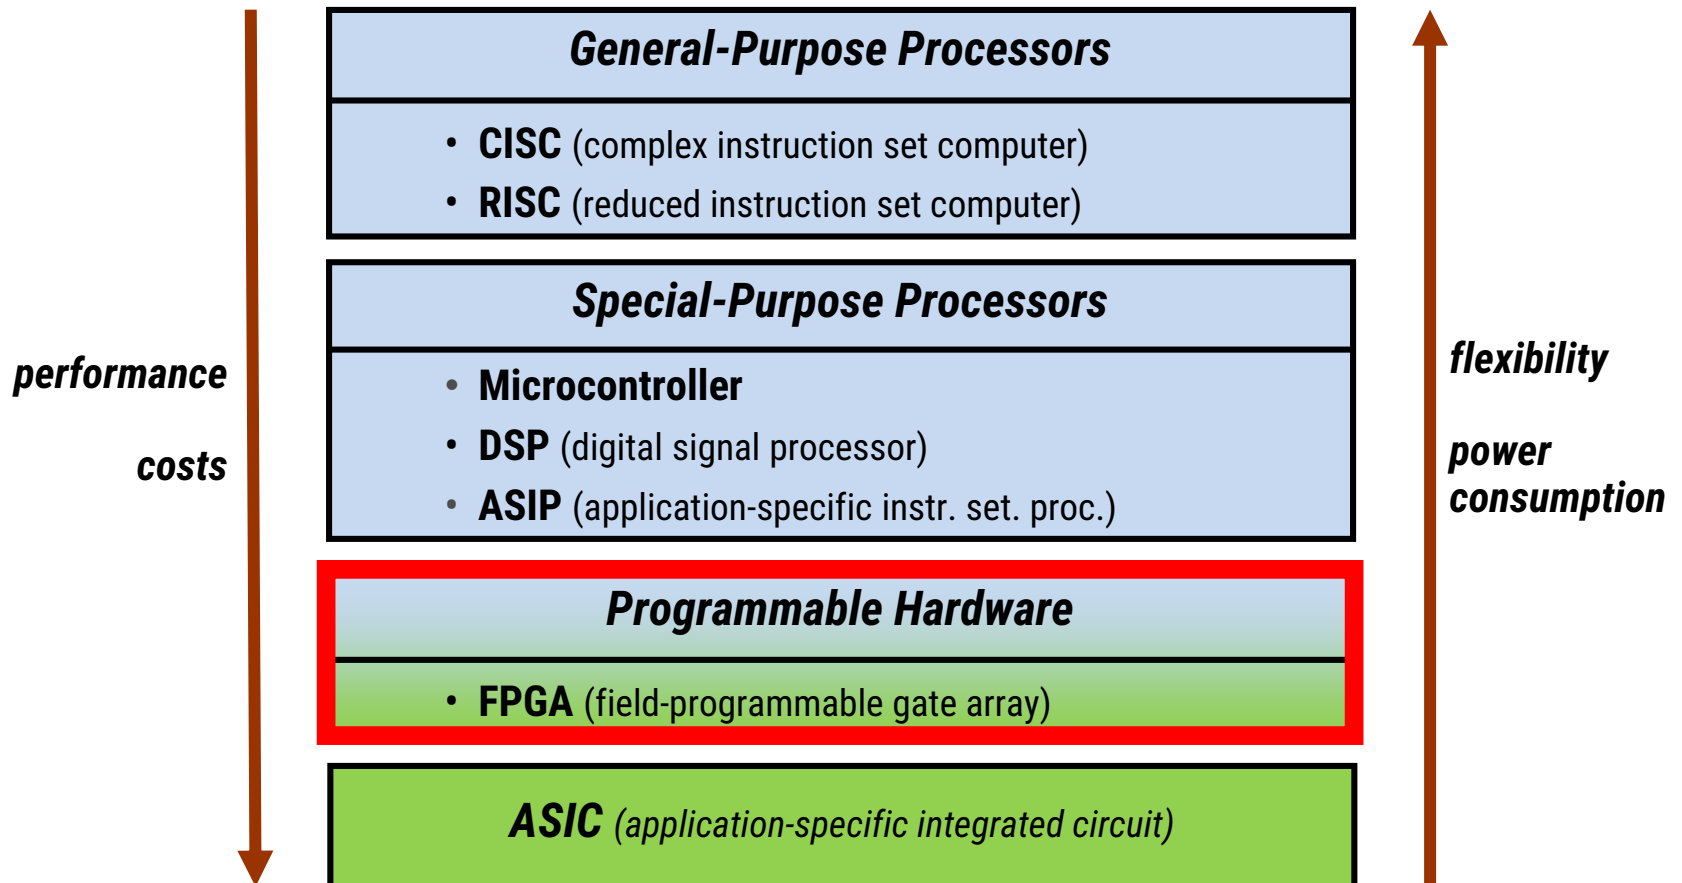 General-Purpose Processors
• CISC (complex instruction set computer)
• RISC (reduced instruction set computer)
Special-Purpose Processors
• Microcontroller
• DSP (digital signal processor)
• ASIP (application-specific instr. set. proc.)
performance
costs
flexibility
power
consumption
Programmable Hardware
• FPGA (field-programmable gate array)
ASIC (application-specific integrated circuit)